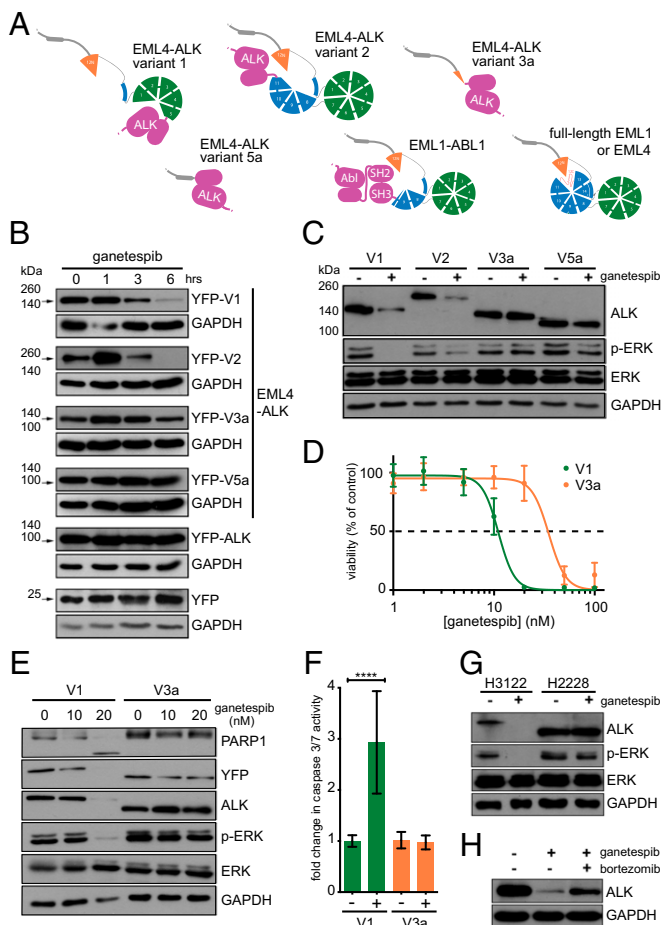 A
EML4-ALK
variant 1
EML4-ALK
variant 2
EML4-ALK
variant 3a
EML4-ALK
variant 5a
EML1-ABL1
full-length EML1
or EML4
ALK
ALK
ALK
ALK
Abl
SH2
SH3
B
ganetespib
kDa
0 1 3 6 hrs
260
140
YFP-V1
GAPDH
260
140
YFP-V2
GAPDH
140
100
YFP-V3a
GAPDH
140
100
YFP-V5a
GAPDH
EML4
-ALK
140
100
YFP-ALK
GAPDH
25
YFP
GAPDH
C
V1 V2 V3a V5a
kDa
- + - + - + - + ganetespib
260
140
100
ALK
p-ERK
ERK
GAPDH
D
V1
V3a
viability (% of control)
100
50
0
1 10 100
[ganetespib] (nM)
E
V1 V3a
0 10 20 0 10 20 ganetespib
(nM)
PARP1
YFP
ALK
p-ERK
ERK
GAPDH
F
****
fold change in caspase 3/7 activity
4
3
2
1
0
- + - +
V1 V3a
G
H3122 H2228
- + - + ganetespib
ALK
p-ERK
ERK
GAPDH
H
- + + ganetespib
- - + bortezomib
ALK
GAPDH